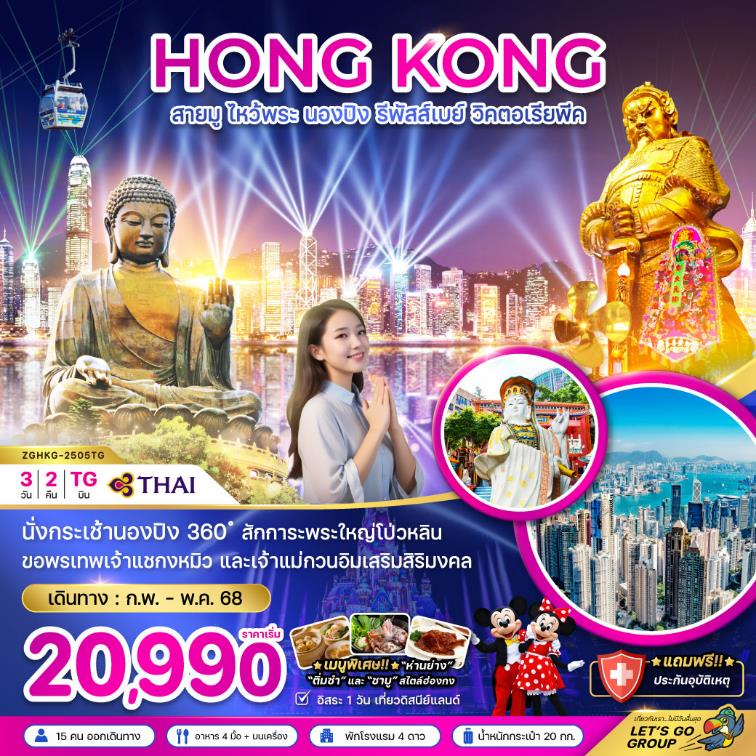 HONG KONG
สายมู ไหว้พระ นองปิง รีพัสส์เบย์ วิคตอเรียพีค
ZGHKG-2505TG
3 วัน | 2 คืน | TG บิน THAI
นั่งกระเช้านองปิง 360° สักการะพระใหญ่โป่วหลิน
ขอพรเทพเจ้าแชกงหมิว และเจ้าแม่กวนอิมเสริมสิริมงคล
เดินทาง : ก.พ. - พ.ค. 68
ราคาเริ่ม
20,990
เมนูพิเศษ!! "ห่านย่าง"
"ติ่มซำ" และ "ชาบู" สไตล์ฮ่องกง
อิสระ 1 วัน เที่ยวดิสนีย์แลนด์
แถมฟรี!!
ประกันอุบัติเหตุ
15 คน ออกเดินทาง
อาหาร 4 มื้อ + บนเครื่อง
พักโรงแรม 4 ดาว
น้ำหนักกระเป๋า 20 กก.
เที่ยวกับเรา...ไม่มีวันสิ้นสุด
LET'S GO
GROUP